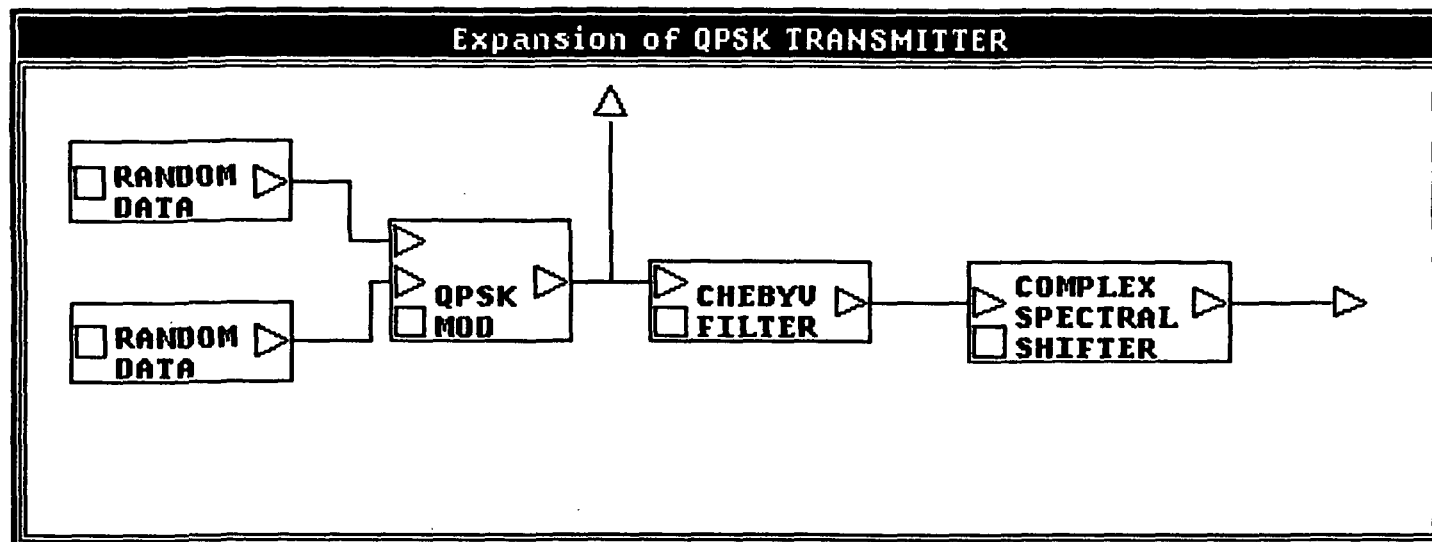 Expansion of QPSK TRANSMITTER
RANDOM
DATA
RANDOM
DATA
QPSK
MOD
CHEBYV
FILTER
COMPLEX
SPECTRAL
SHIFTER